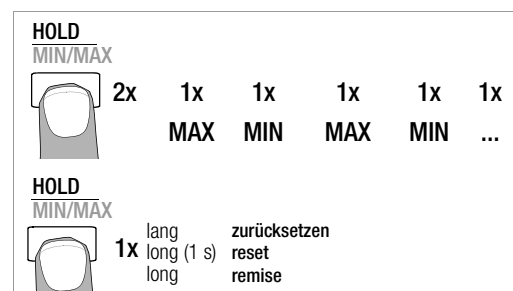 HOLD
MIN/MAX
2x 1x 1x 1x 1x 1x
MAX MIN MAX MIN ...
HOLD
MIN/MAX
1x
lang zurücksetzen
long (1 s) reset
long remise